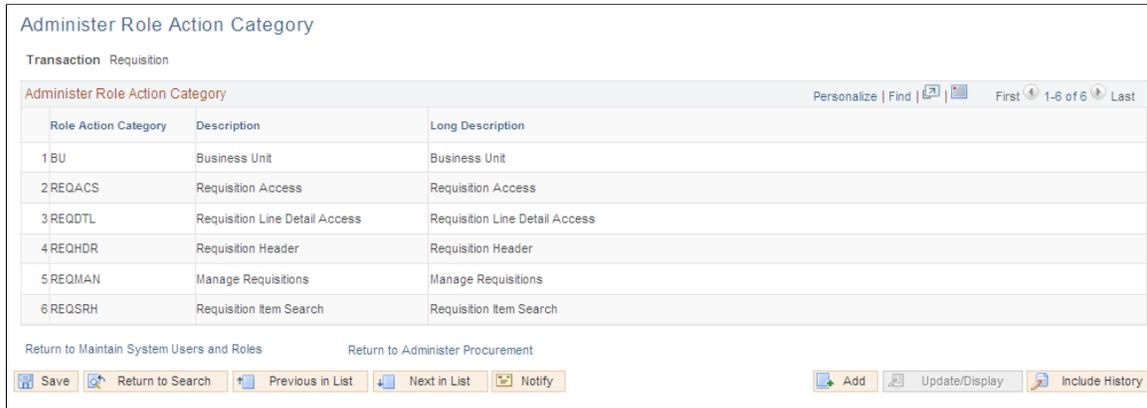 Administer Role Action Category
Transaction Requisition
Administer Role Action Category Personalize | Find | | First 1-6 of 6 Last
Role Action Category Description Long Description
1 BU Business Unit Business Unit
2 REQACS Requisition Access Requisition Access
3 REQDTL Requisition Line Detail Access Requisition Line Detail Access
4 REQHDR Requisition Header Requisition Header
5 REQMAN Manage Requisitions Manage Requisitions
6 REQSRH Requisition Item Search Requisition Item Search
Return to Maintain System Users and Roles Return to Administer Procurement
Save Return to Search Previous in List Next in List Notify Add Update/Display Include History